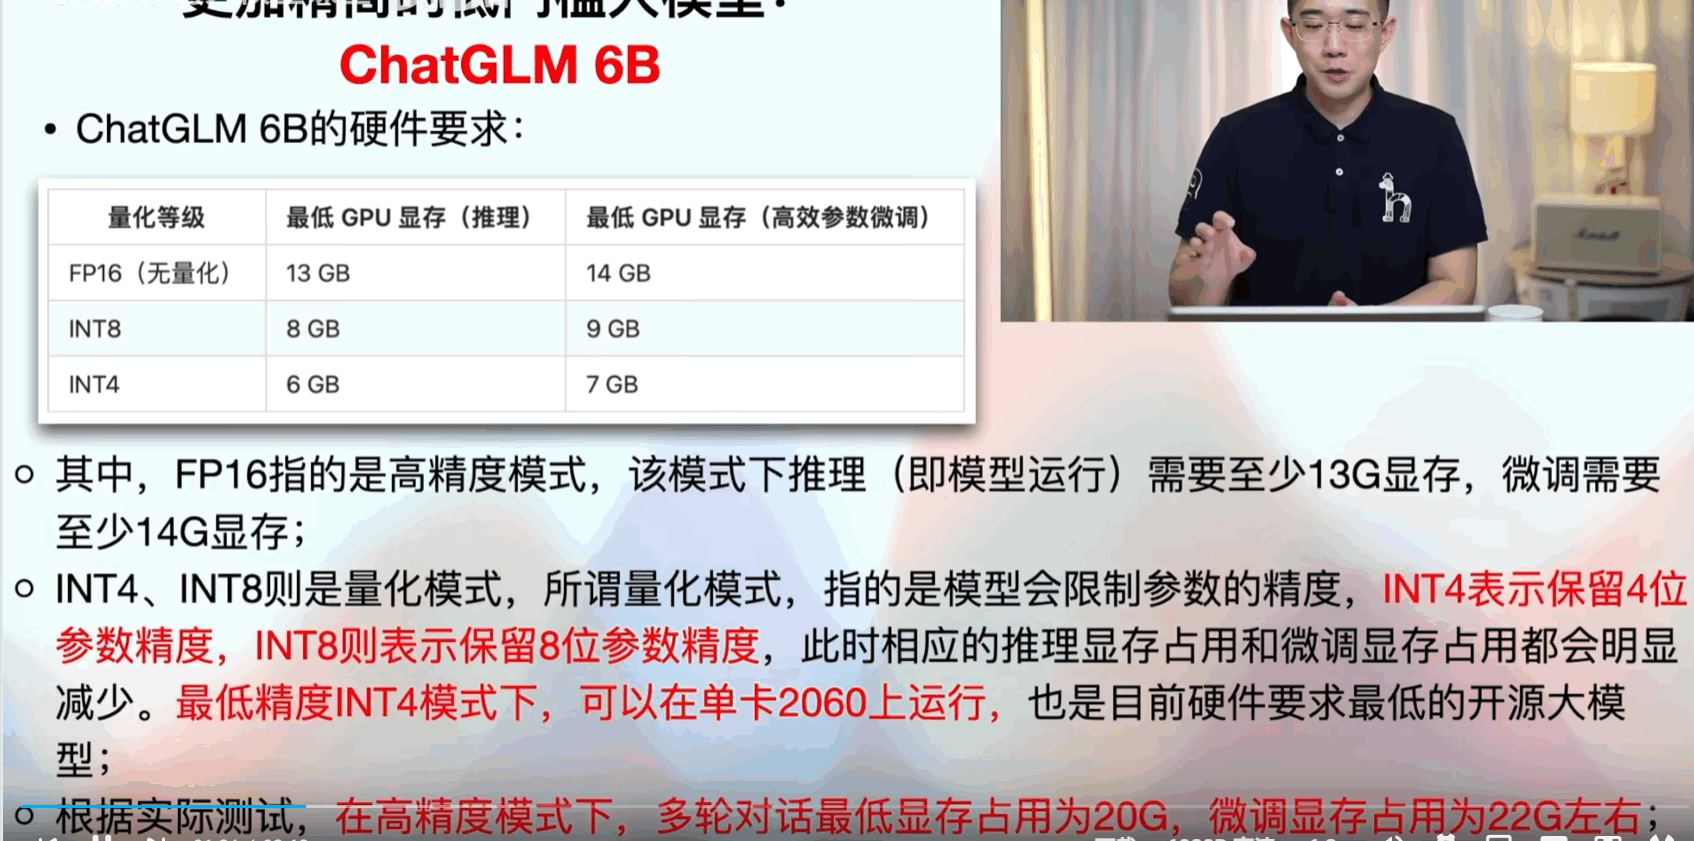 更加精简的低门槛大模型：
ChatGLM 6B
• ChatGLM 6B的硬件要求：
量化等级 最低 GPU 显存（推理） 最低 GPU 显存（高效参数微调）
FP16（无量化） 13 GB 14 GB
INT8 8 GB 9 GB
INT4 6 GB 7 GB
其中，FP16指的是高精度模式，该模式下推理（即模型运行）需要至少13G显存，微调需要
至少14G显存；
INT4、INT8则是量化模式，所谓量化模式，指的是模型会限制参数的精度，INT4表示保留4位
参数精度，INT8则表示保留8位参数精度，此时相应的推理显存占用和微调显存占用都会明显
减少。最低精度INT4模式下，可以在单卡2060上运行，也是目前硬件要求最低的开源大模
型；
根据实际测试，在高精度模式下，多轮对话最低显存占用为20G，微调显存占用为22G左右；
h
Marshall